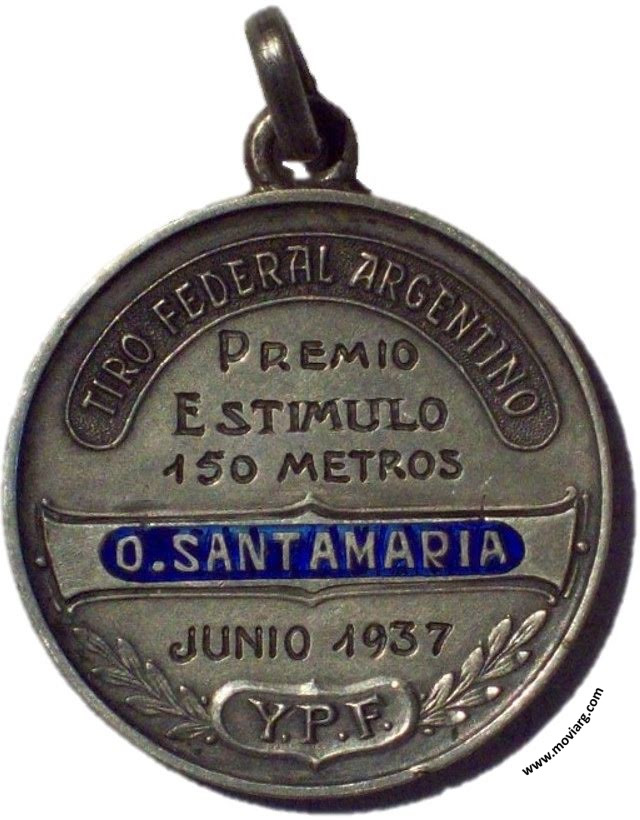 TIRO FEDERAL ARGENTINO
PREMIO
ESTIMULO
150 METROS
O. SANTAMARIA
JUNIO 1937
Y.P.F.
www.moviarg.com